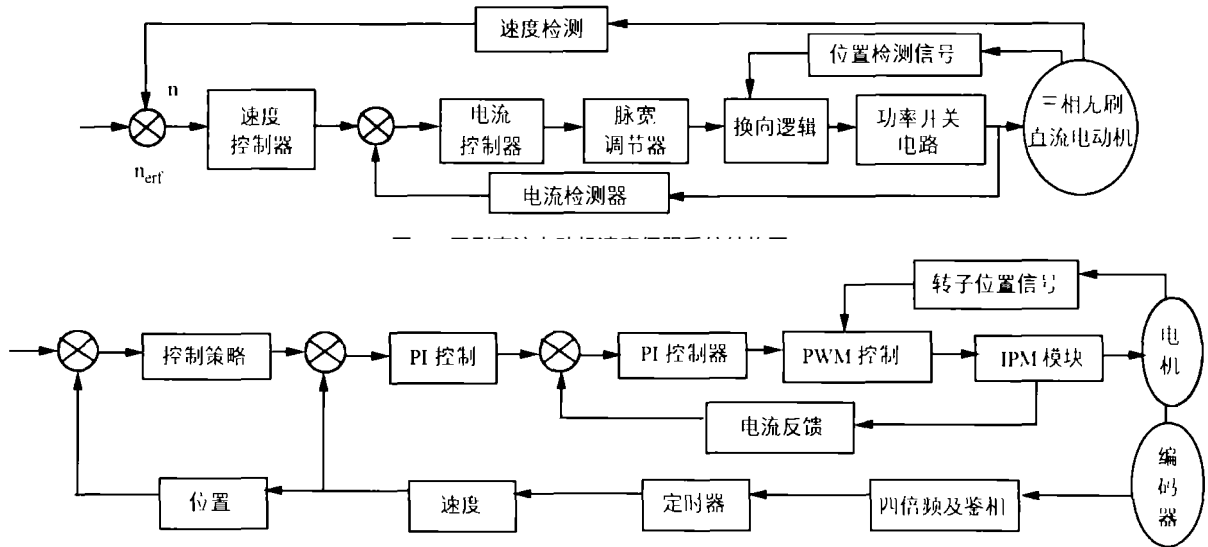 速度检测
位置检测信号
n
速度
控制器
电流
控制器
脉宽
调节器
换向逻辑
功率开关
电路
三相无刷
直流电动机
n_erf
电流检测器
转子位置信号
控制策略
PI 控制
PI 控制器
PWM 控制
IPM 模块
电
机
电流反馈
位置
速度
定时器
四倍频及鉴相
编
码
器